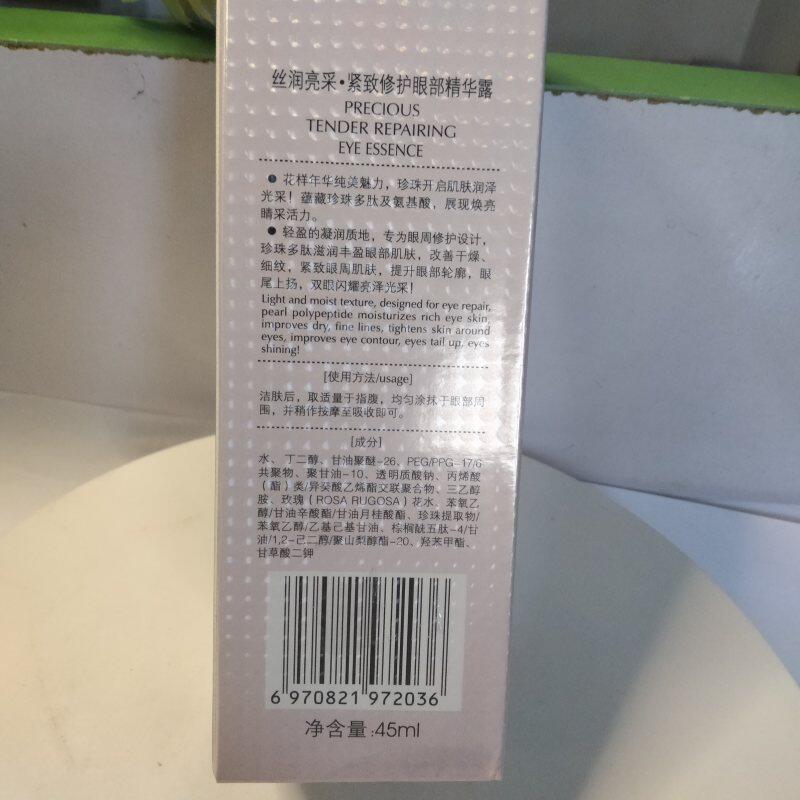 丝润亮采·紧致修护眼部精华露
PRECIOUS
TENDER REPAIRING
EYE ESSENCE
● 花样年华纯美魅力，珍珠开启肌肤润泽
光采！蕴藏珍珠多肽及氨基酸，展现焕亮
睛采活力。
● 轻盈的凝润质地，专为眼周修护设计，
珍珠多肽滋润丰盈眼部肌肤，改善干燥、
细纹，紧致眼周肌肤，提升眼部轮廓，眼
尾上扬，双眼闪耀亮泽光采！
Light and moist texture, designed for eye repair,
pearl polypeptide moisturizes rich eye skin,
improves dry, fine lines, tightens skin around
eyes, improves eye contour, eyes tail up, eyes
shining!
[使用方法/usage]
洁肤后，取适量于指腹，均匀涂抹于眼部周
围，并稍作按摩至吸收即可。
[成分]
水、丁二醇、甘油聚醚-26、PEG/PPG-17/6
共聚物、聚甘油-10、透明质酸钠、丙烯酸
（酯）类/异癸酸乙烯酯交联聚合物、三乙醇
胺、玫瑰（ROSA RUGOSA）花水、苯氧乙
醇/甘油辛酸酯/甘油月桂酸酯、珍珠提取物/
苯氧乙醇/乙基己基甘油、棕榈酰五肽-4/甘
油/1,2-己二醇/聚山梨醇酯-20、羟苯甲酯、
甘草酸二钾
6 970821 972036
净含量:45ml